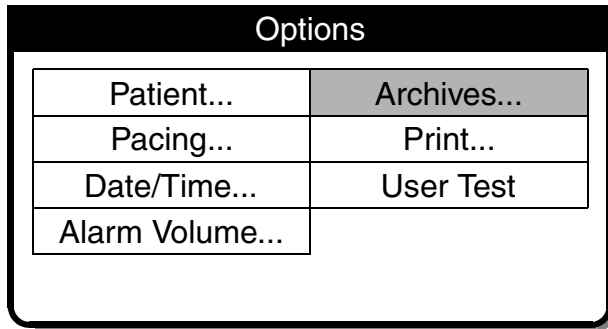 Options
Patient... Archives...
Pacing... Print...
Date/Time... User Test
Alarm Volume...